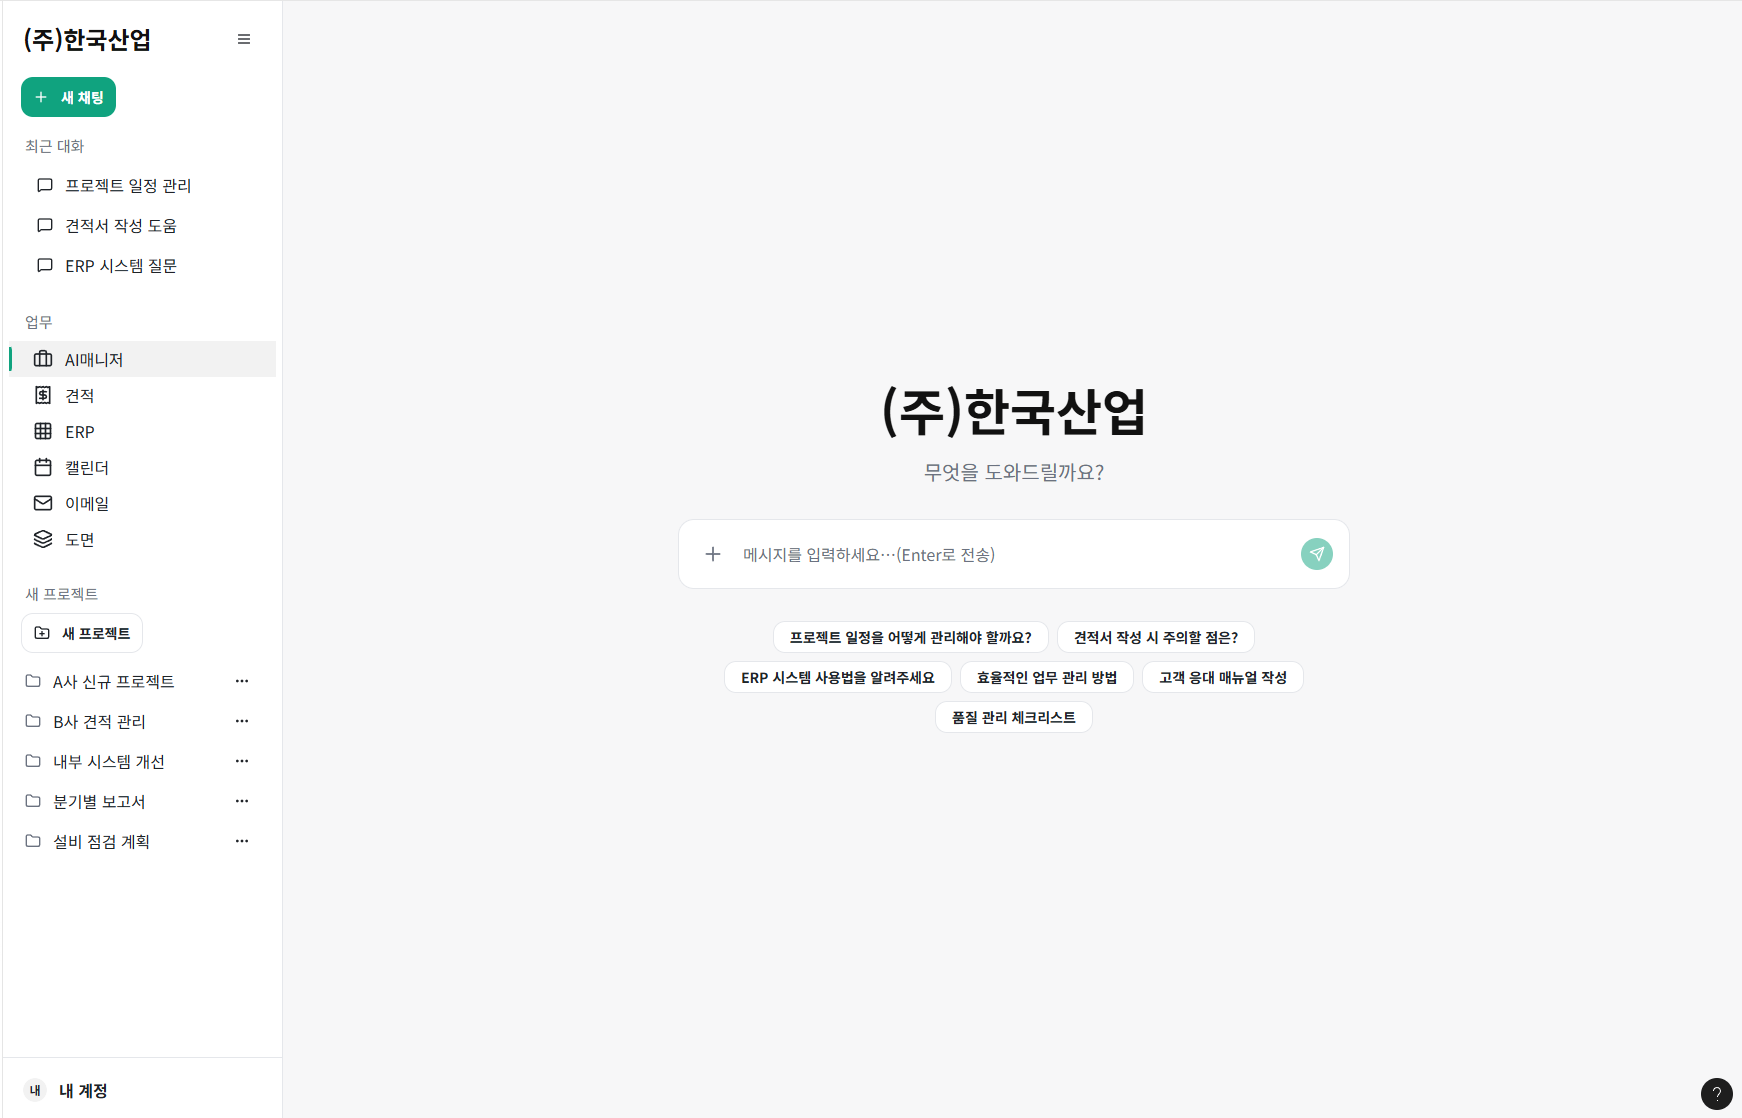 (주)한국산업
새 채팅
최근 대화
프로젝트 일정 관리
견적서 작성 도움
ERP 시스템 질문
업무
AI매니저
견적
ERP
캘린더
이메일
도면
새 프로젝트
새 프로젝트
A사 신규 프로젝트
B사 견적 관리
내부 시스템 개선
분기별 보고서
설비 점검 계획
내 내 계정
(주)한국산업
무엇을 도와드릴까요?
메시지를 입력하세요…(Enter로 전송)
프로젝트 일정을 어떻게 관리해야 할까요? 견적서 작성 시 주의할 점은?
ERP 시스템 사용법을 알려주세요 효율적인 업무 관리 방법 고객 응대 매뉴얼 작성
품질 관리 체크리스트
?